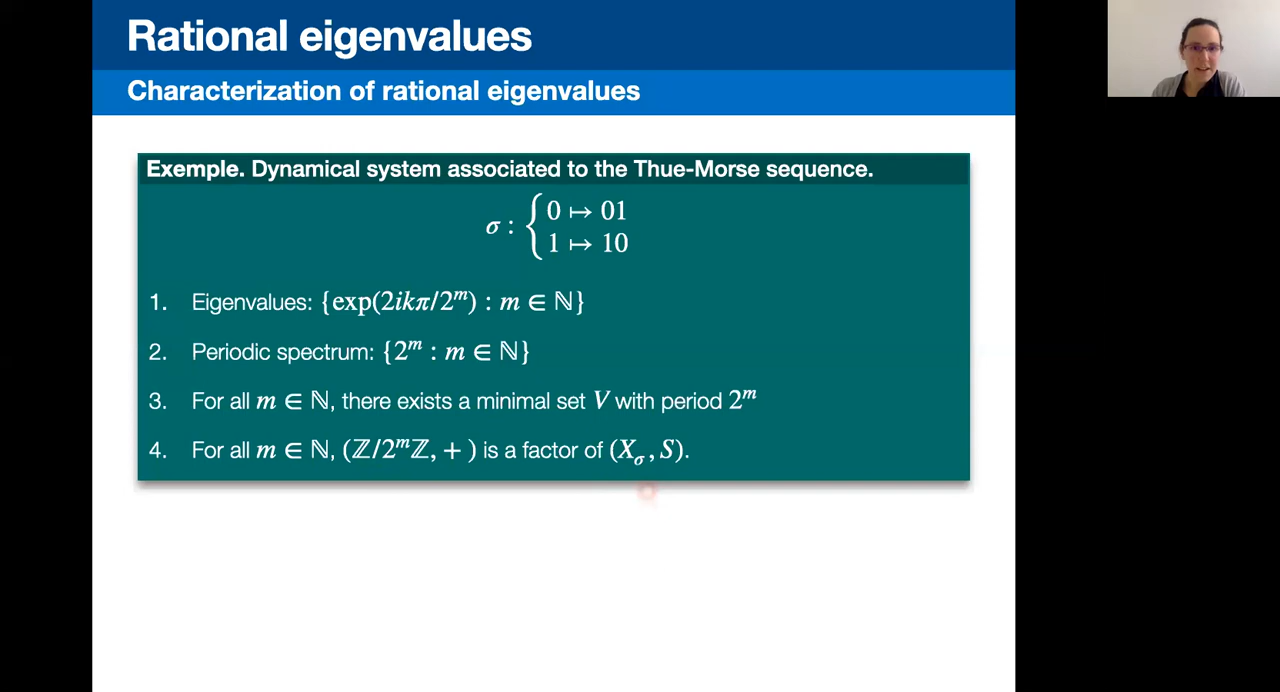 Rational eigenvalues
Characterization of rational eigenvalues
Exemple. Dynamical system associated to the Thue-Morse sequence.
σ : { 0 ↦ 01
1 ↦ 10
1. Eigenvalues: {exp(2ikπ/2^m) : m ∈ ℕ}
2. Periodic spectrum: {2^m : m ∈ ℕ}
3. For all m ∈ ℕ, there exists a minimal set V with period 2^m
4. For all m ∈ ℕ, (ℤ/2^mℤ, + ) is a factor of (X_σ, S).